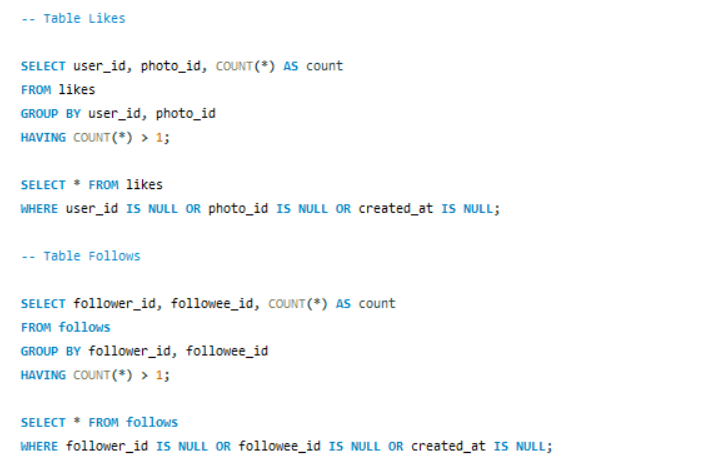 -- Table Likes
SELECT user_id, photo_id, COUNT(*) AS count
FROM likes
GROUP BY user_id, photo_id
HAVING COUNT(*) > 1;
SELECT * FROM likes
WHERE user_id IS NULL OR photo_id IS NULL OR created_at IS NULL;
-- Table Follows
SELECT follower_id, followee_id, COUNT(*) AS count
FROM follows
GROUP BY follower_id, followee_id
HAVING COUNT(*) > 1;
SELECT * FROM follows
WHERE follower_id IS NULL OR followee_id IS NULL OR created_at IS NULL;